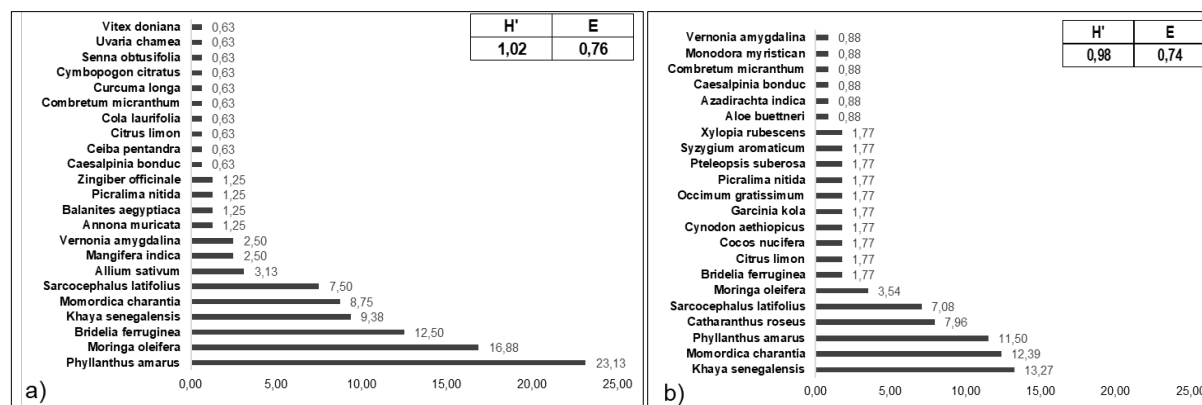 H' E
1,02 0,76
Vitex doniana 0,63
Uvaria chamea 0,63
Senna obtusifolia 0,63
Cymbopogon citratus 0,63
Curcuma longa 0,63
Combretum micranthum 0,63
Cola laurifolia 0,63
Citrus limon 0,63
Ceiba pentandra 0,63
Caesalpinia bonduc 0,63
Zingiber officinale 1,25
Picralima nitida 1,25
Balanites aegyptiaca 1,25
Annona muricata 1,25
Vernonia amygdalina 2,50
Mangifera indica 2,50
Allium sativum 3,13
Sarcocephalus latifolius 7,50
Momordica charantia 8,75
Khaya senegalensis 9,38
Bridelia ferruginea 12,50
Moringa oleifera 16,88
Phyllanthus amarus 23,13
0,00 5,00 10,00 15,00 20,00 25,00
a)
H' E
0,98 0,74
Vernonia amygdalina 0,88
Monodora myristican 0,88
Combretum micranthum 0,88
Caesalpinia bonduc 0,88
Azadirachta indica 0,88
Aloe buettneri 0,88
Xylopia rubescens 1,77
Syzygium aromaticum 1,77
Pteleopsis suberosa 1,77
Picralima nitida 1,77
Occimum gratissimum 1,77
Garcinia kola 1,77
Cynodon aethiopicus 1,77
Cocos nucifera 1,77
Citrus limon 1,77
Bridelia ferruginea 1,77
Moringa oleifera 3,54
Sarcocephalus latifolius 7,08
Catharanthus roseus 7,96
Phyllanthus amarus 11,50
Momordica charantia 12,39
Khaya senegalensis 13,27
0,00 5,00 10,00 15,00 20,00 25,00
b)